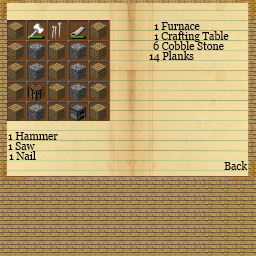 1 Furnace
1 Crafting Table
6 Cobble Stone
14 Planks
1 Hammer
1 Saw
1 Nail
Back